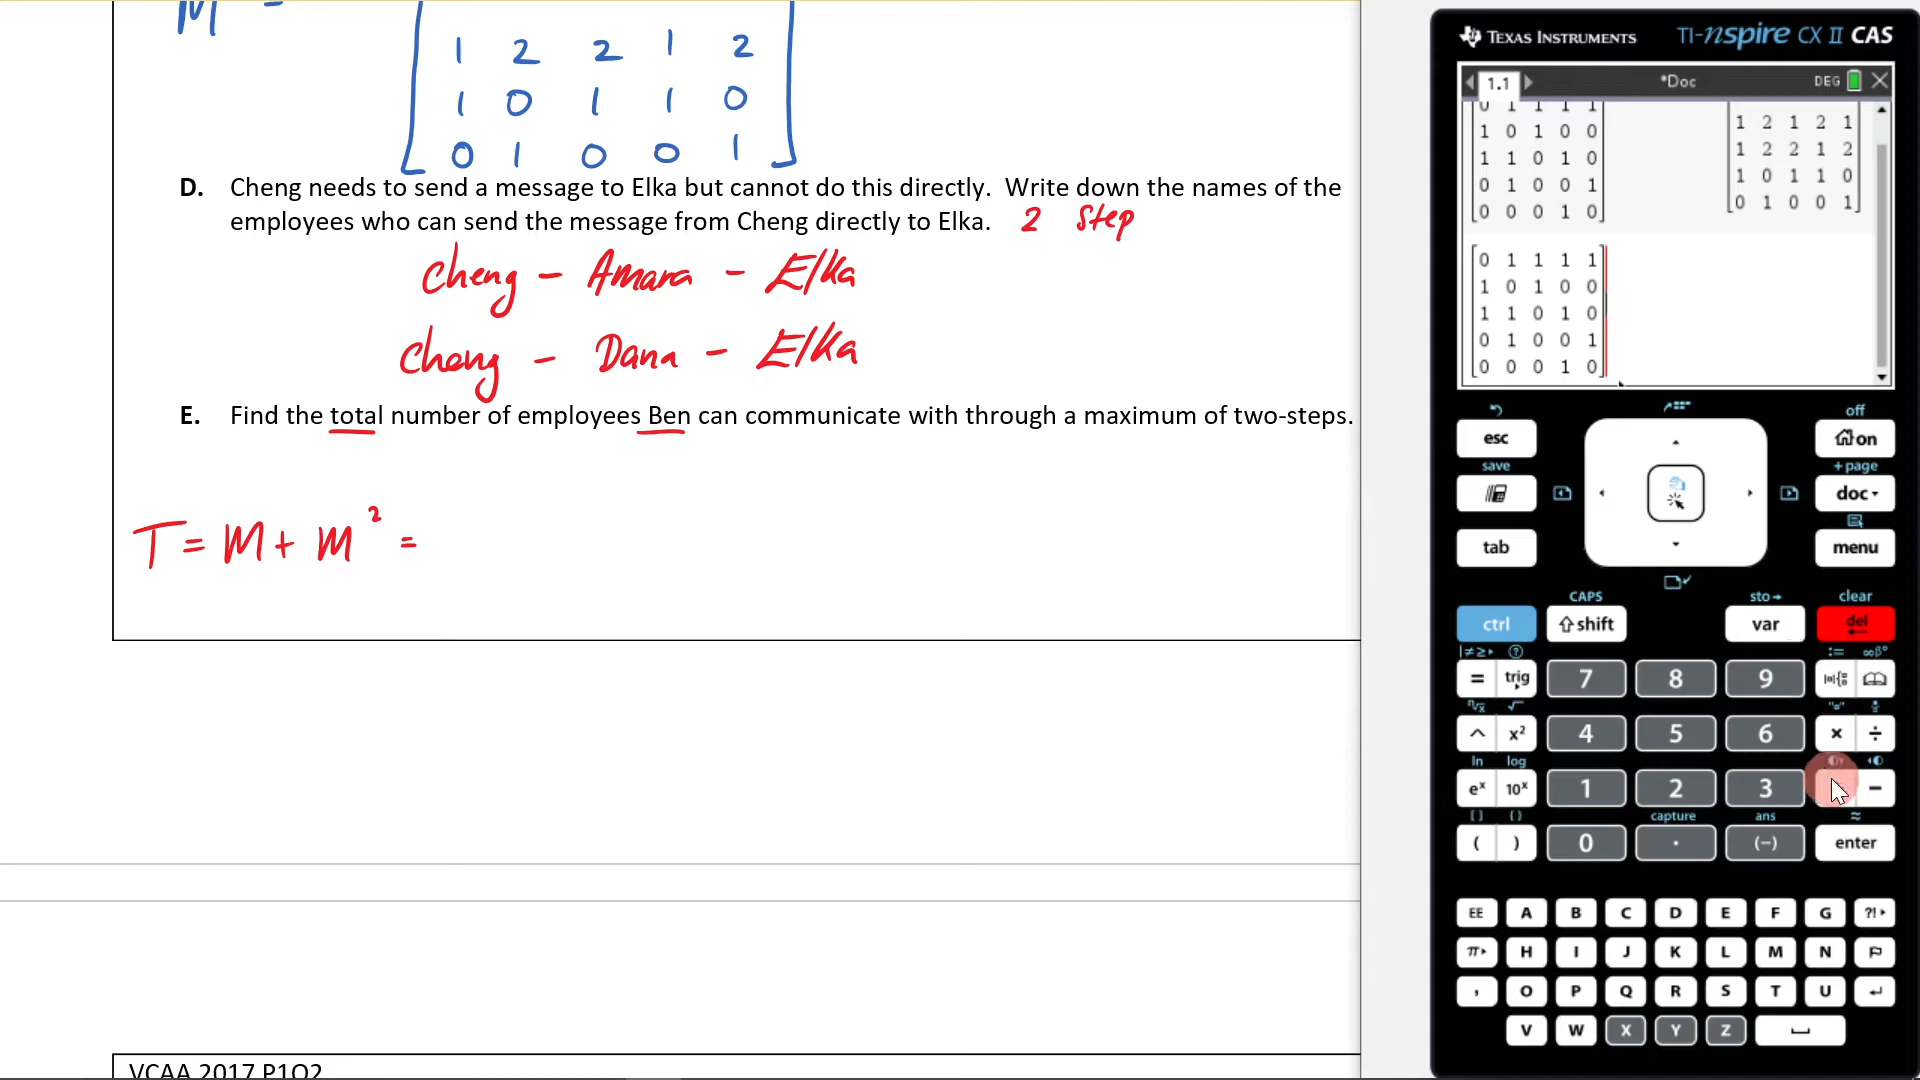 M =
1 2 2 1 2
1 0 1 1 0
0 1 0 0 1
D. Cheng needs to send a message to Elka but cannot do this directly. Write down the names of the
employees who can send the message from Cheng directly to Elka. 2 step
Cheng - Amara - Elka
Cheng - Dana - Elka
E. Find the total number of employees Ben can communicate with through a maximum of two-steps.
T = M + M² =
VCAA 2017 P1Q2
TEXAS INSTRUMENTS TI-nspire CX II CAS
1.1 *Doc DEG
0 1 1 1 1
1 0 1 0 0
1 1 0 1 0
0 1 0 0 1
0 0 0 1 0
1 2 1 2 1
1 2 2 1 2
1 0 1 1 0
0 1 0 0 1
0 1 1 1 1
1 0 1 0 0
1 1 0 1 0
0 1 0 0 1
0 0 0 1 0
off
esc on
save +page
doc
tab menu
CAPS sto→ clear
ctrl shift var del
= trig 7 8 9
^ x² 4 5 6 × ÷
ln log
eˣ 10ˣ 1 2 3 −
[ ] { } capture ans ≈
( ) 0 . (−) enter
EE A B C D E F G ?!
π H I J K L M N
, O P Q R S T U
V W X Y Z